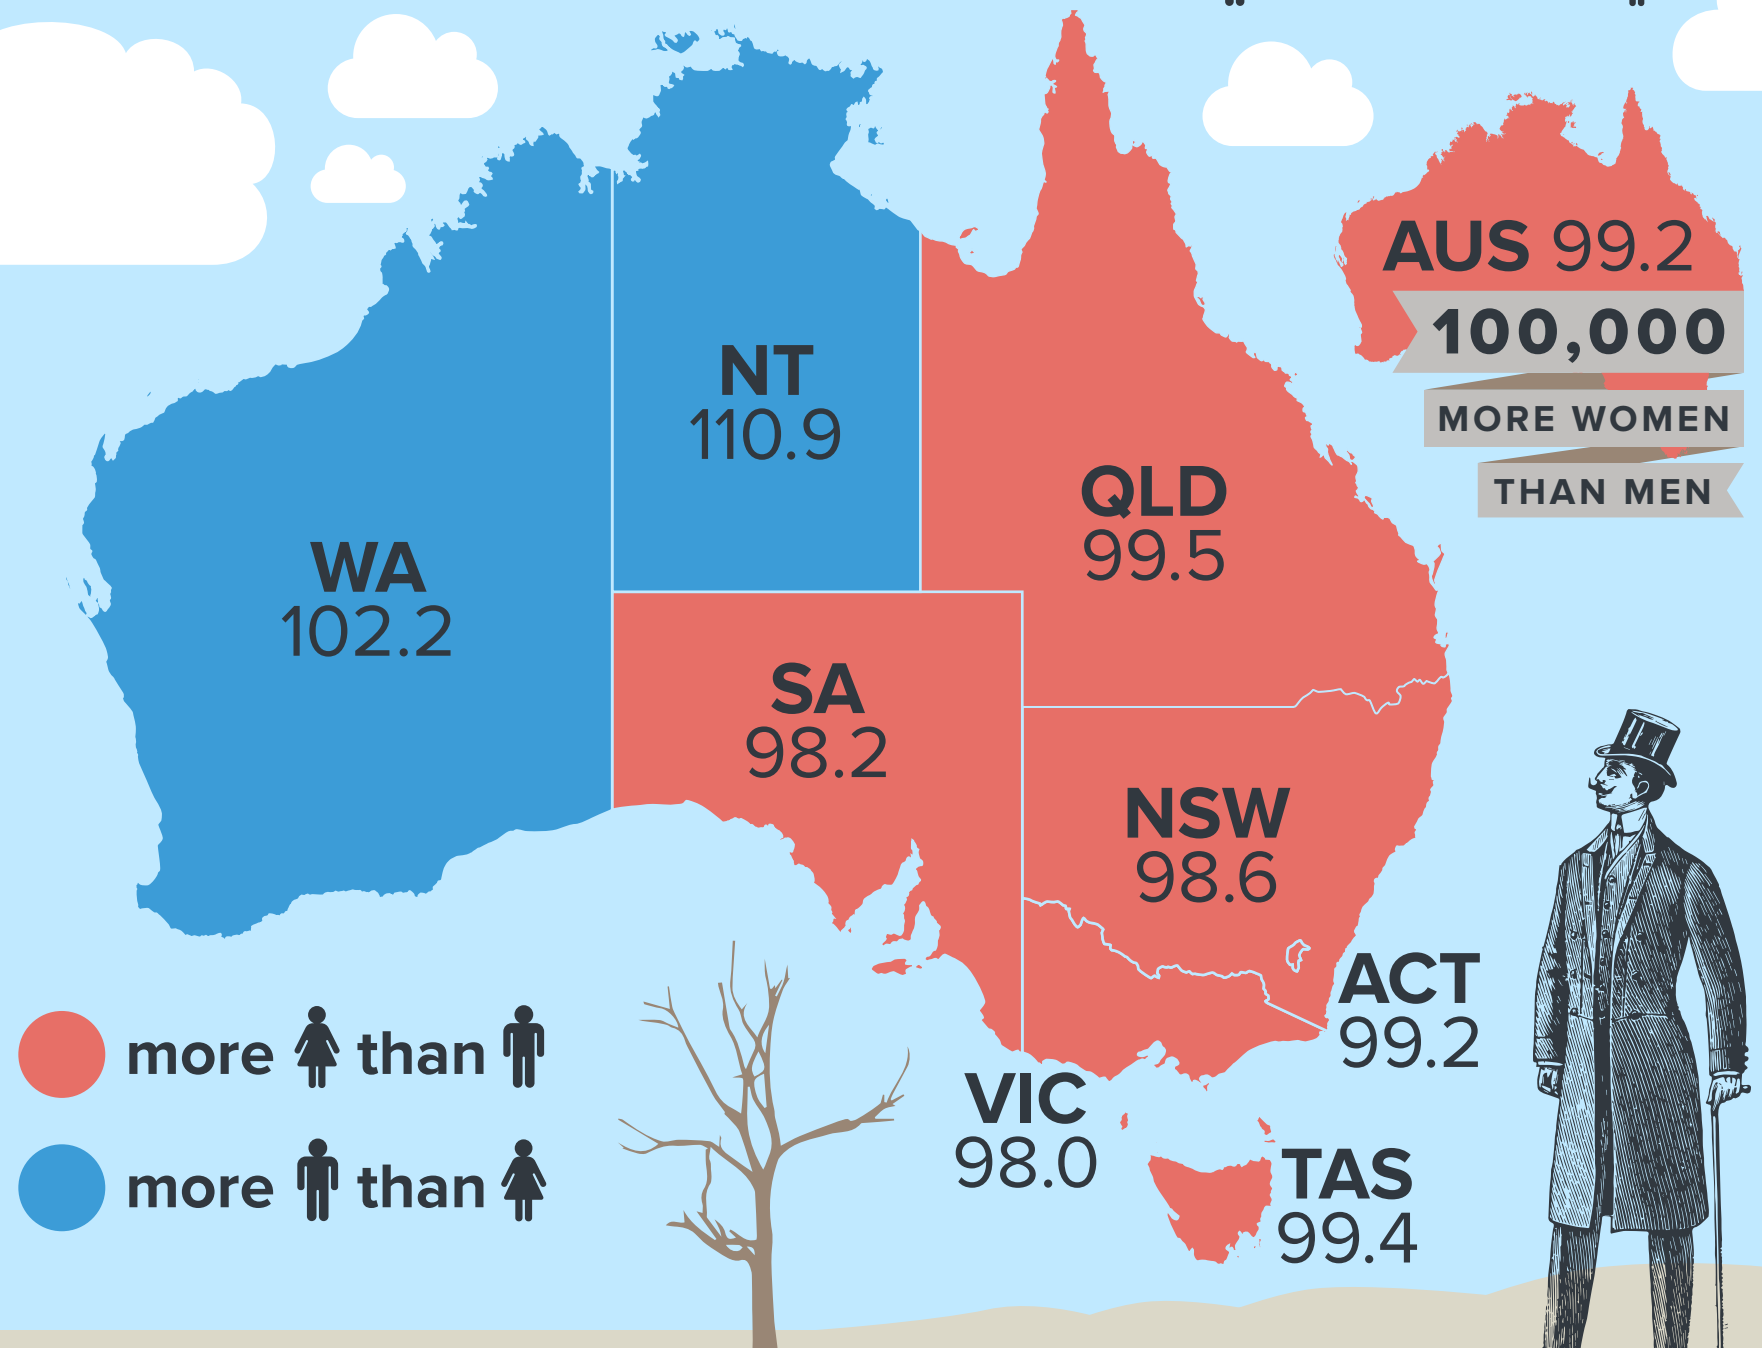 AUS 99.2
100,000
MORE WOMEN
THAN MEN
NT
110.9
QLD
99.5
WA
102.2
SA
98.2
NSW
98.6
ACT
99.2
VIC
98.0
TAS
99.4
more than
more than